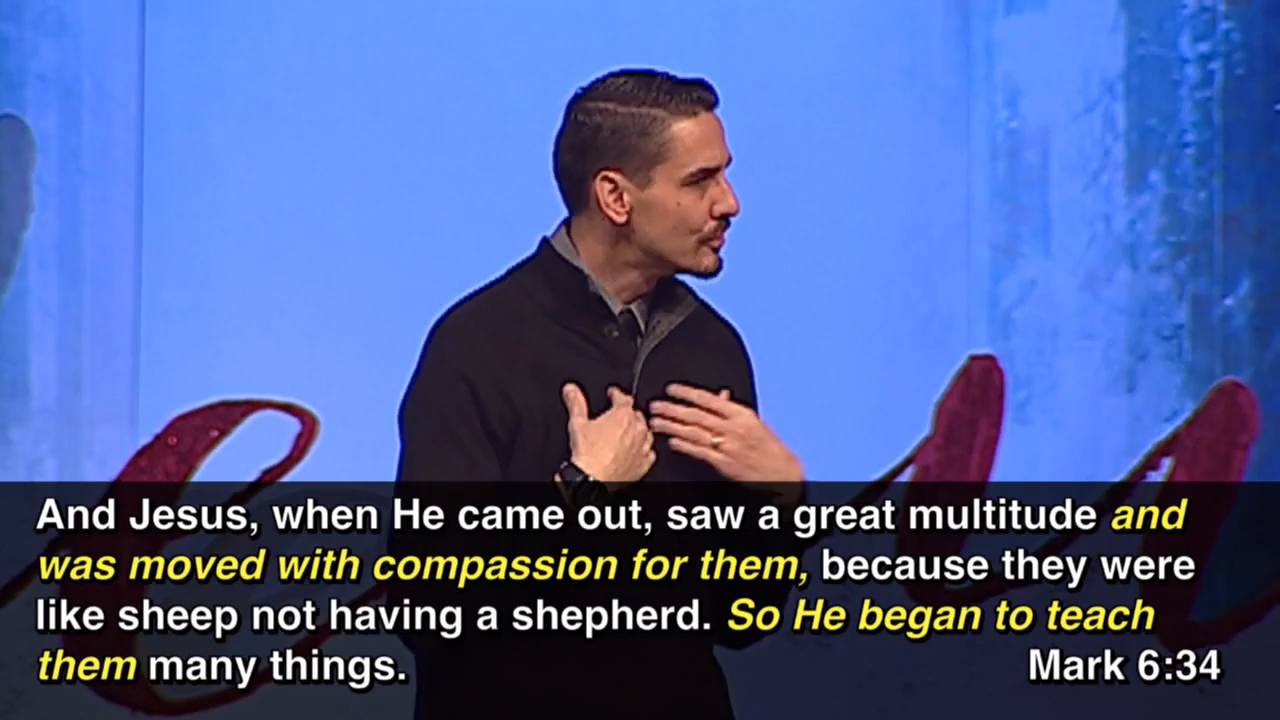 And Jesus, when He came out, saw a great multitude and
was moved with compassion for them, because they were
like sheep not having a shepherd. So He began to teach
them many things.
Mark 6:34